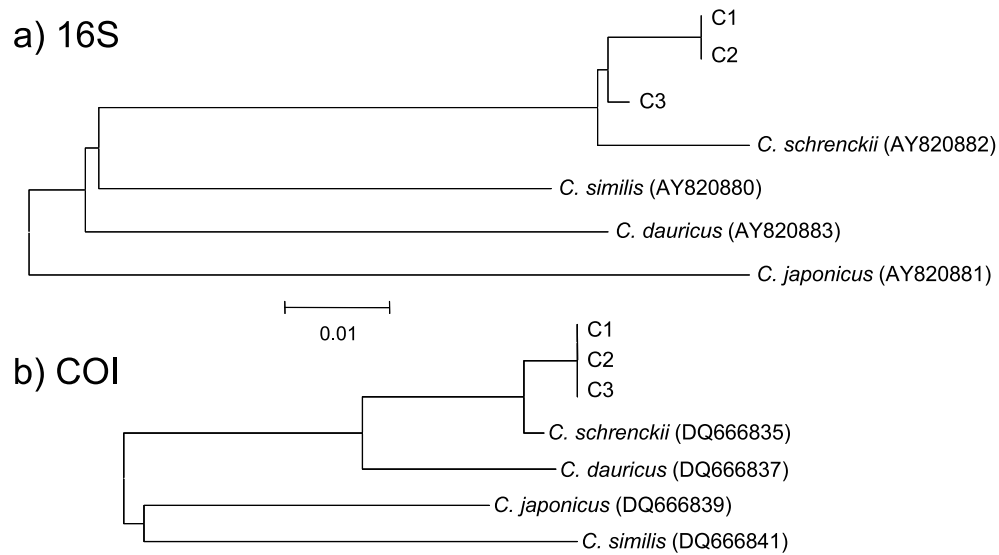 a) 16S
C1
C2
C3
C. schrenckii (AY820882)
C. similis (AY820880)
C. dauricus (AY820883)
C. japonicus (AY820881)
0.01
b) COI
C1
C2
C3
C. schrenckii (DQ666835)
C. dauricus (DQ666837)
C. japonicus (DQ666839)
C. similis (DQ666841)